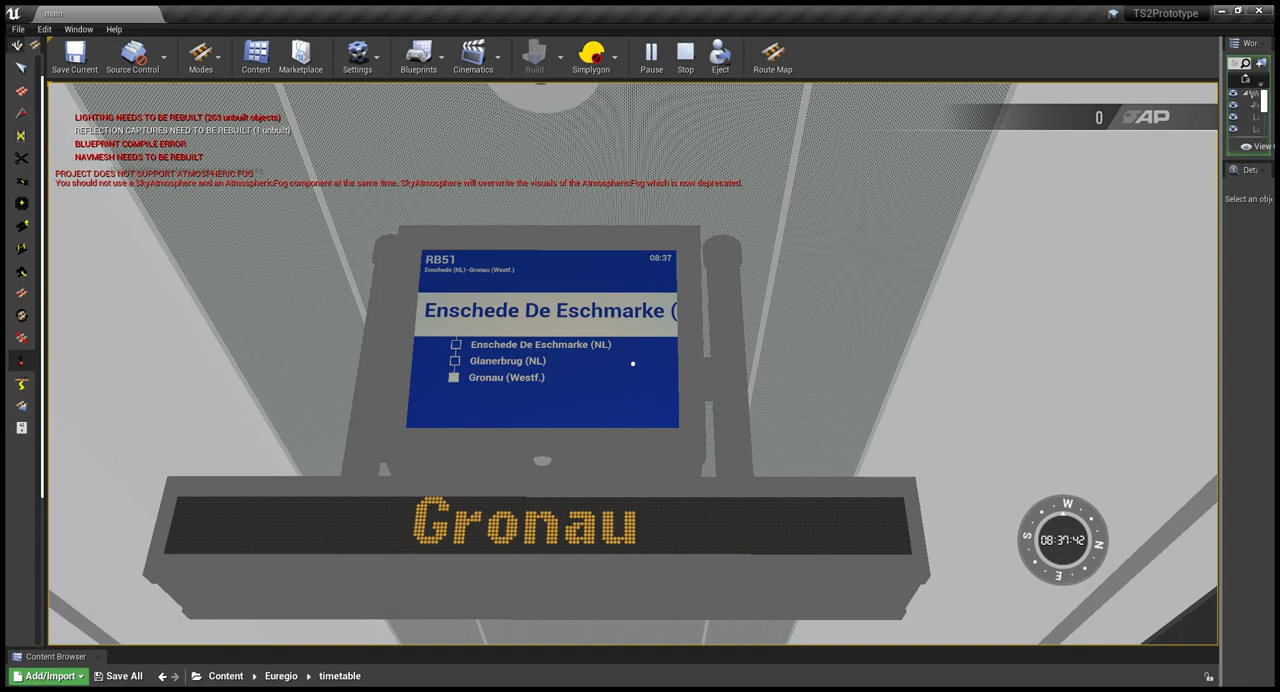 main
TS2Prototype
File Edit Window Help
Save Current
Source Control
Modes
Content
Marketplace
Settings
Blueprints
Cinematics
Build
Simplygon
Pause
Stop
Eject
Route Map
Wor
LIGHTING NEEDS TO BE REBUILT (263 unbuilt objects)
REFLECTION CAPTURES NEED TO BE REBUILT (1 unbuilt)
BLUEPRINT COMPILE ERROR
NAVMESH NEEDS TO BE REBUILT
PROJECT DOES NOT SUPPORT ATMOSPHERIC FOG
You should not use a SkyAtmosphere and an AtmosphericFog component at the same time. SkyAtmosphere will overwrite the visuals of the AtmosphericFog which is now deprecated.
0 TAP
View
Det
Select an obj
RB51 08:37
Enschede (NL)- Gronau (Westf.)
Enschede De Eschmarke (
Enschede De Eschmarke (NL)
Glanerbrug (NL)
Gronau (Westf.)
Gronau
W
S 08:37:42 N
E
Content Browser
Add/Import Save All Content Euregio timetable